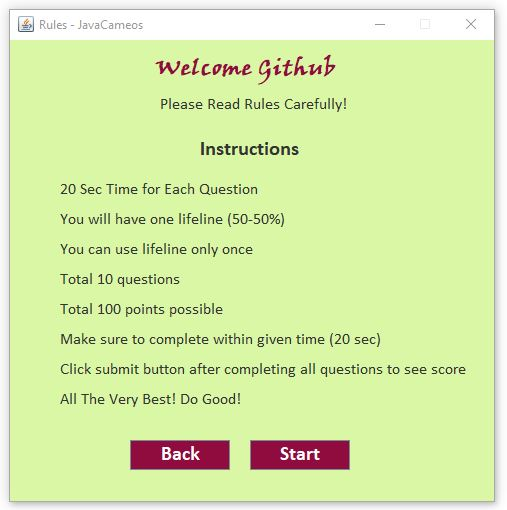 Rules - JavaCameos
Welcome Github
Please Read Rules Carefully!
Instructions
20 Sec Time for Each Question
You will have one lifeline (50-50%)
You can use lifeline only once
Total 10 questions
Total 100 points possible
Make sure to complete within given time (20 sec)
Click submit button after completing all questions to see score
All The Very Best! Do Good!
Back Start